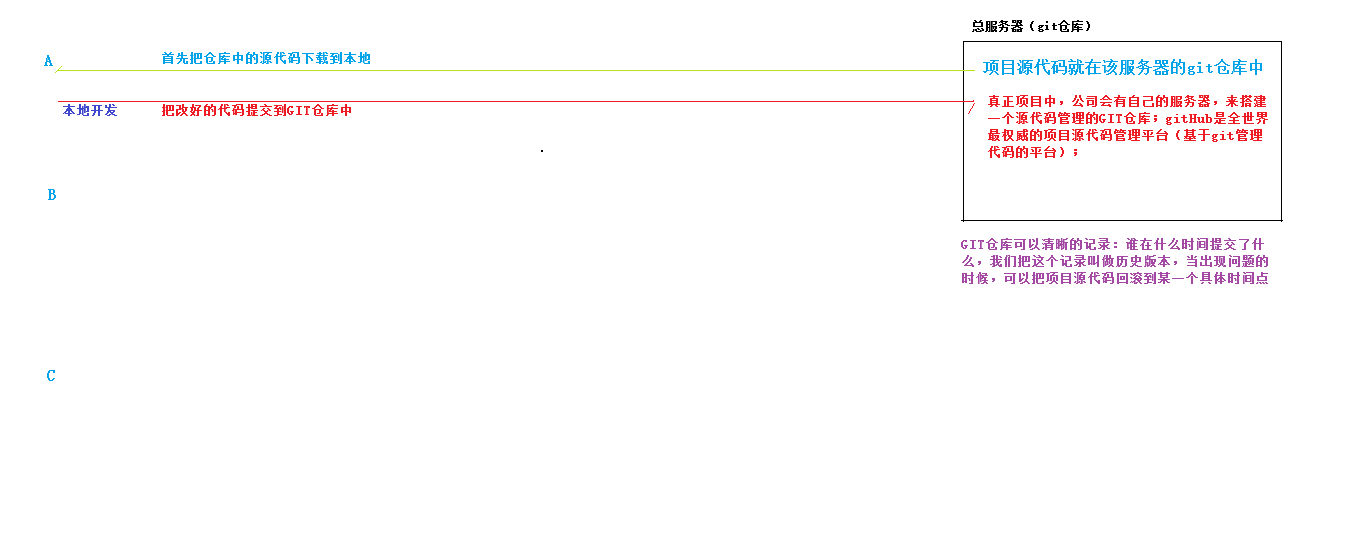 总服务器（git仓库）
A
首先把仓库中的源代码下载到本地
项目源代码就在该服务器的git仓库中
本地开发
把改好的代码提交到GIT仓库中
真正项目中，公司会有自己的服务器，来搭建
一个源代码管理的GIT仓库；gitHub是全世界
最权威的项目源代码管理平台（基于git管理
代码的平台）；
B
GIT仓库可以清晰的记录：谁在什么时间提交了什
么，我们把这个记录叫做历史版本，当出现问题的
时候，可以把项目源代码回滚到某一个具体时间点
C